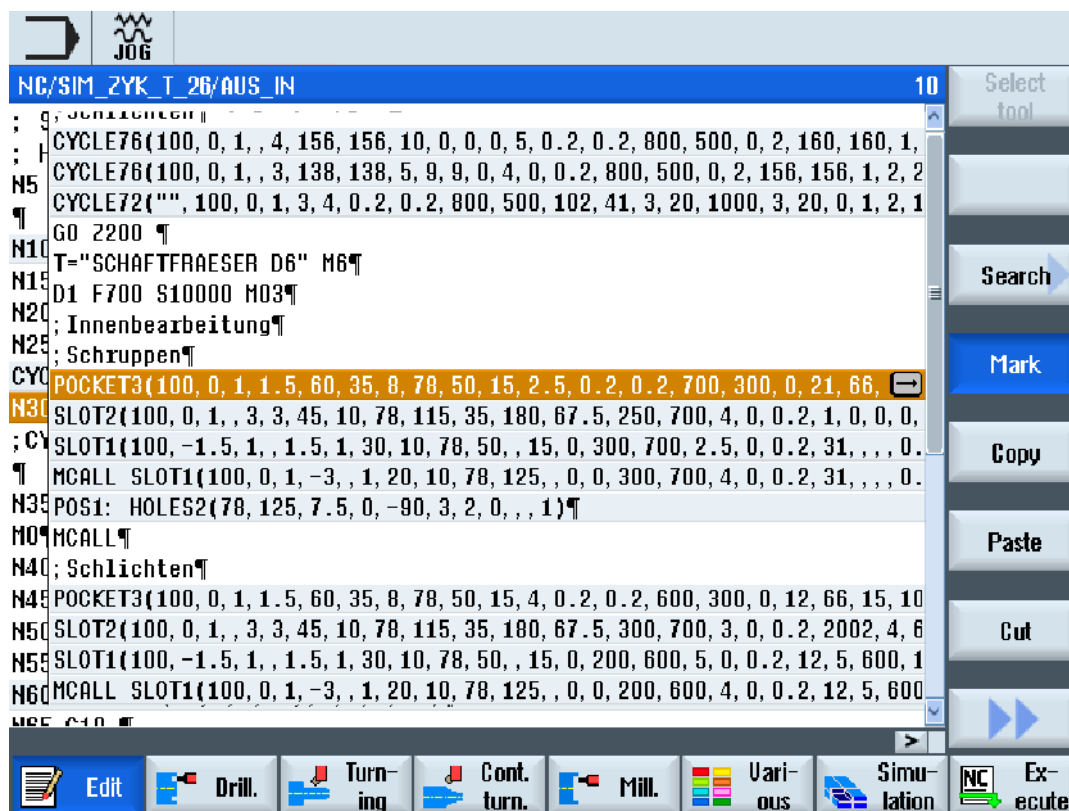 JOG
NC/SIM_ZYK_T_26/AUS_IN 10
CYCLE76(100, 0, 1, , 4, 156, 156, 10, 0, 0, 0, 5, 0.2, 0.2, 800, 500, 0, 2, 160, 160, 1,
CYCLE76(100, 0, 1, , 3, 138, 138, 5, 9, 9, 0, 4, 0, 0.2, 800, 500, 0, 2, 156, 156, 1, 2, 2
N5
CYCLE72("", 100, 0, 1, 3, 4, 0.2, 0.2, 800, 500, 102, 41, 3, 20, 1000, 3, 20, 0, 1, 2, 1
¶
G0 Z200 ¶
N10
T="SCHAFTFRAESER D6" M6¶
N15
D1 F700 S10000 M03¶
N20
; Innenbearbeitung¶
N25
; Schruppen¶
CYC
POCKET3(100, 0, 1, 1.5, 60, 35, 8, 78, 50, 15, 2.5, 0.2, 0.2, 700, 300, 0, 21, 66,
N30
SLOT2(100, 0, 1, , 3, 3, 45, 10, 78, 115, 35, 180, 67.5, 250, 700, 4, 0, 0.2, 1, 0, 0, 0,
;CY
SLOT1(100, -1.5, 1, , 1.5, 1, 30, 10, 78, 50, , 15, 0, 300, 700, 2.5, 0, 0.2, 31, , , , 0.
¶
MCALL SLOT1(100, 0, 1, -3, , 1, 20, 10, 78, 125, , 0, 0, 300, 700, 4, 0, 0.2, 31, , , , 0.
N35
POS1: HOLES2(78, 125, 7.5, 0, -90, 3, 2, 0, , , 1)¶
M0¶
MCALL¶
N40
; Schlichten¶
N45
POCKET3(100, 0, 1, 1.5, 60, 35, 8, 78, 50, 15, 4, 0.2, 0.2, 600, 300, 0, 12, 66, 15, 10
N50
SLOT2(100, 0, 1, , 3, 3, 45, 10, 78, 115, 35, 180, 67.5, 300, 700, 3, 0, 0.2, 2002, 4, 6
N55
SLOT1(100, -1.5, 1, , 1.5, 1, 30, 10, 78, 50, , 15, 0, 200, 600, 5, 0, 0.2, 12, 5, 600, 1
N60
MCALL SLOT1(100, 0, 1, -3, , 1, 20, 10, 78, 125, , 0, 0, 200, 600, 4, 0, 0.2, 12, 5, 600
Select
tool
Search
Mark
Copy
Paste
Cut
Edit
Drill.
Turn-
ing
Cont.
turn.
Mill.
Vari-
ous
Simu-
lation
NC
Ex-
ecute